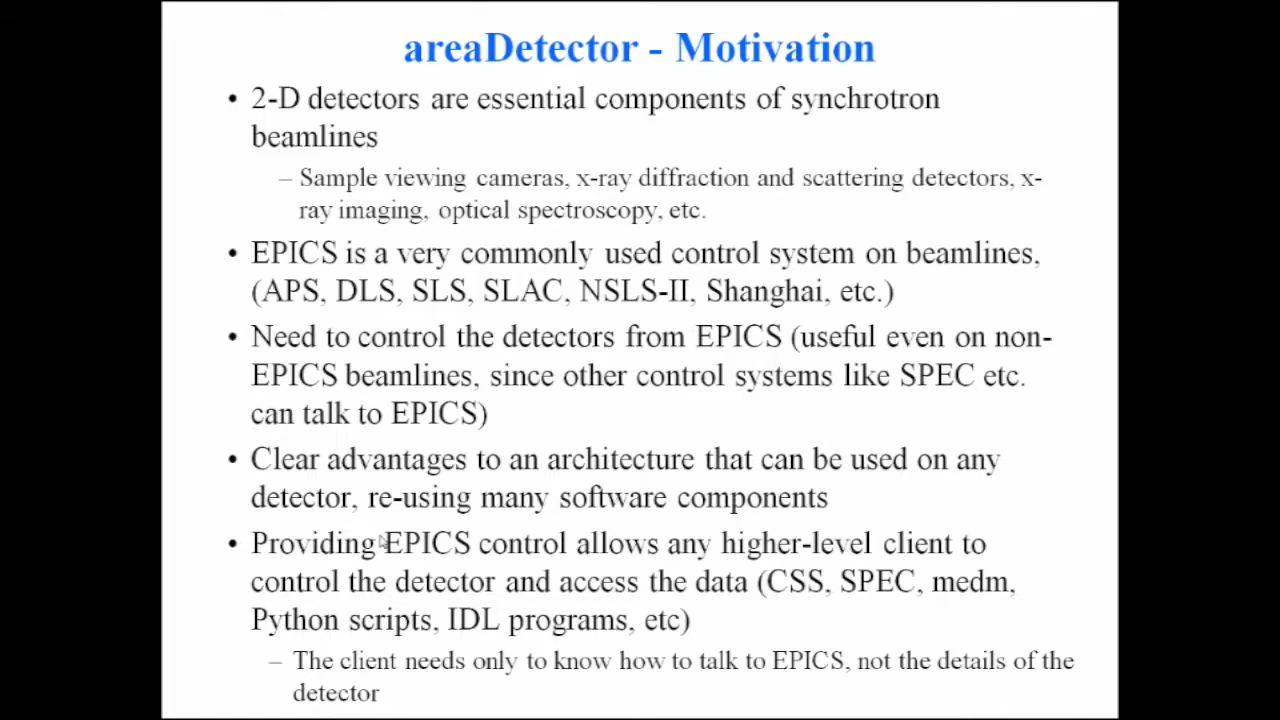 areaDetector - Motivation
• 2-D detectors are essential components of synchrotron
beamlines
– Sample viewing cameras, x-ray diffraction and scattering detectors, x-
ray imaging, optical spectroscopy, etc.
• EPICS is a very commonly used control system on beamlines,
(APS, DLS, SLS, SLAC, NSLS-II, Shanghai, etc.)
• Need to control the detectors from EPICS (useful even on non-
EPICS beamlines, since other control systems like SPEC etc.
can talk to EPICS)
• Clear advantages to an architecture that can be used on any
detector, re-using many software components
• Providing EPICS control allows any higher-level client to
control the detector and access the data (CSS, SPEC, medm,
Python scripts, IDL programs, etc)
– The client needs only to know how to talk to EPICS, not the details of the
detector